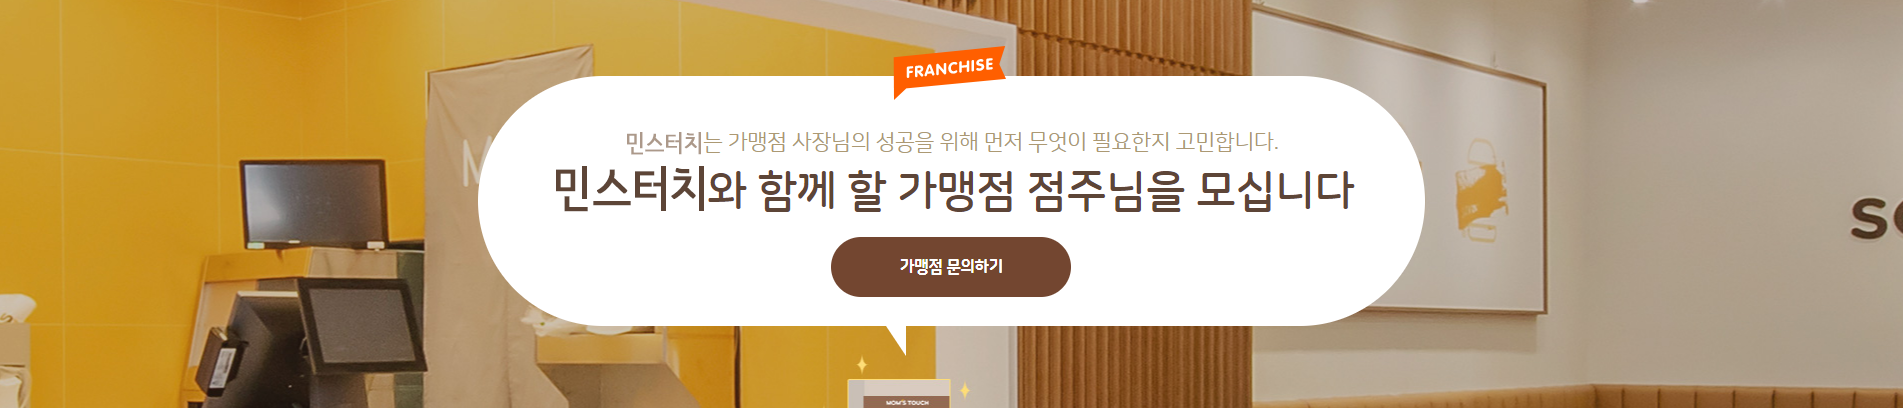 FRANCHISE
민스터치는 가맹점 사장님의 성공을 위해 먼저 무엇이 필요한지 고민합니다.
민스터치와 함께 할 가맹점 점주님을 모십니다
가맹점 문의하기
MOM'S TOUCH